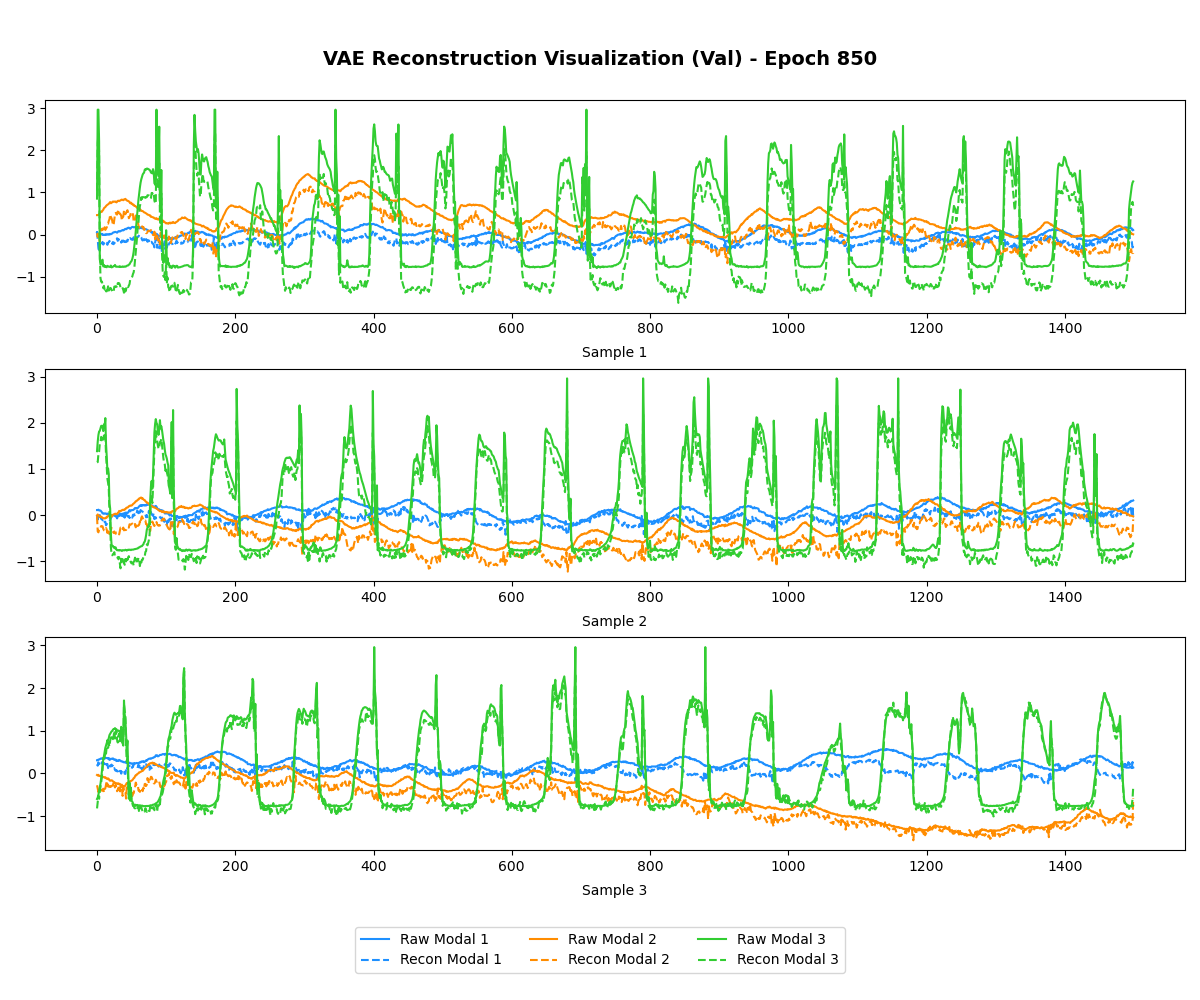 VAE Reconstruction Visualization (Val) - Epoch 850
3
2
1
0
−1
0 200 400 600 800 1000 1200 1400
Sample 1
3
2
1
0
−1
0 200 400 600 800 1000 1200 1400
Sample 2
3
2
1
0
−1
0 200 400 600 800 1000 1200 1400
Sample 3
Raw Modal 1 Raw Modal 2 Raw Modal 3
Recon Modal 1 Recon Modal 2 Recon Modal 3